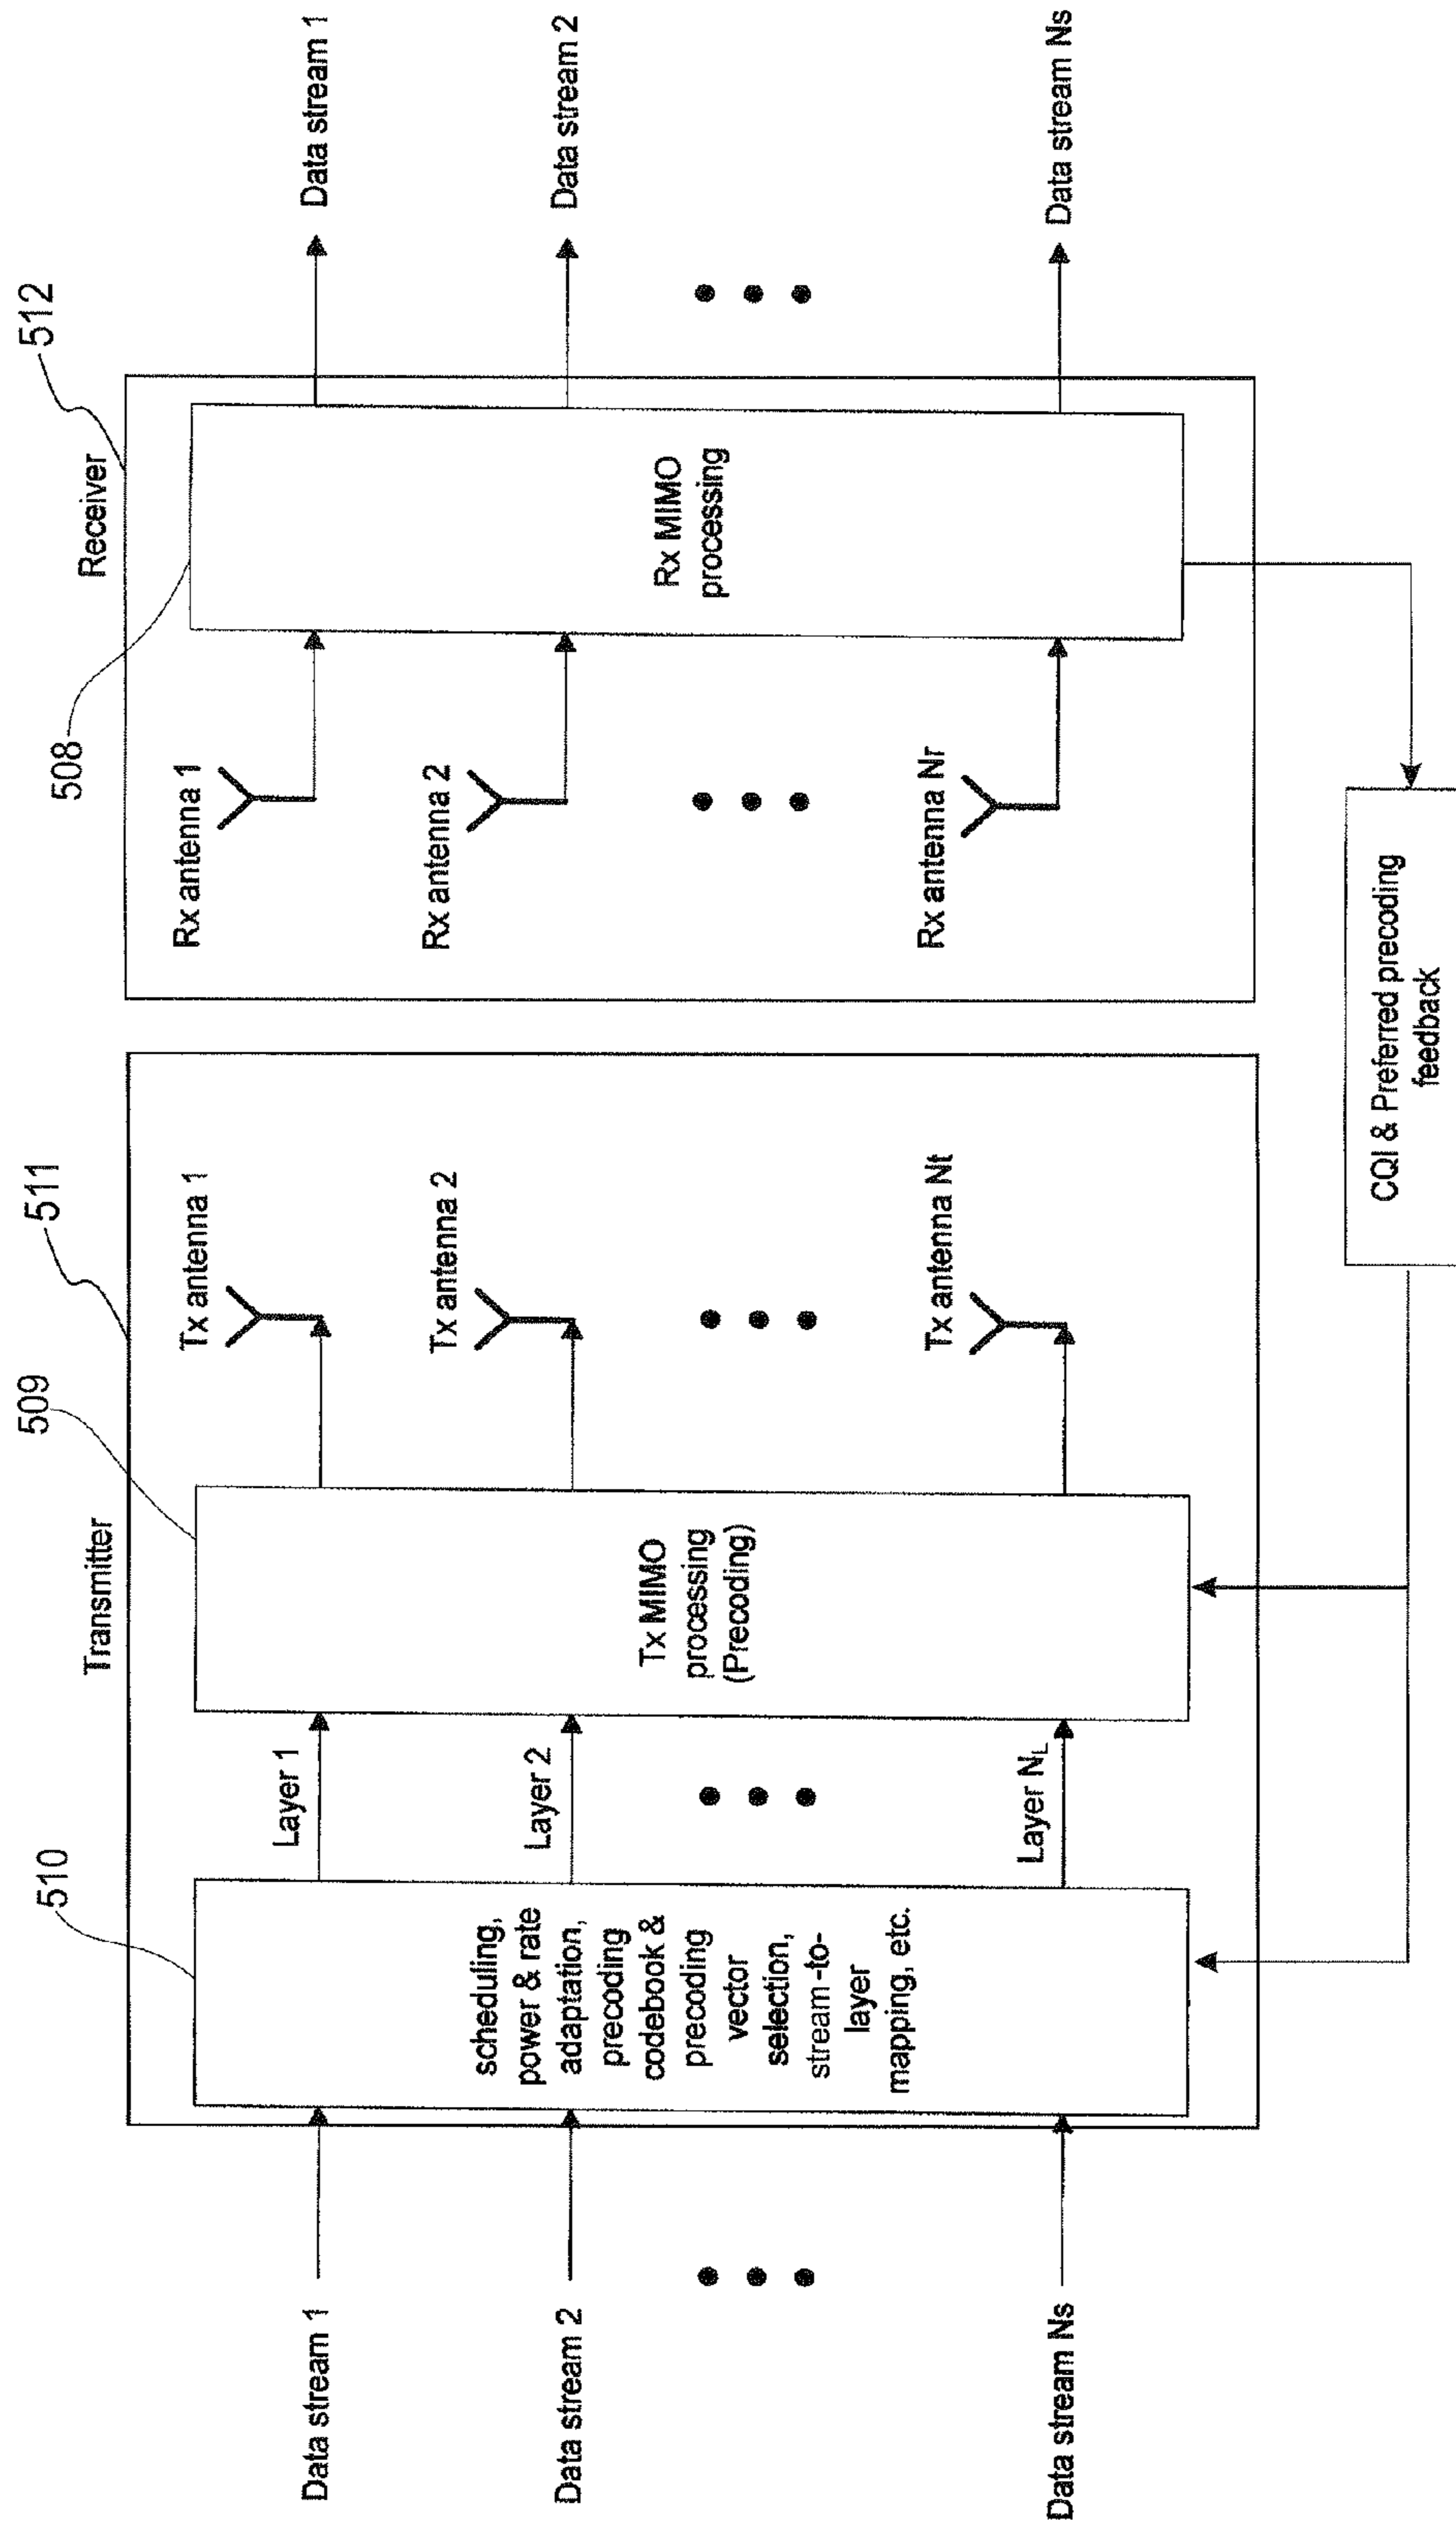 Data stream 1
Data stream 2
Data stream Ns
510
scheduling,
power & rate
adaptation,
precoding
codebook &
precoding
vector
selection,
stream -to-
layer
mapping, etc.
Layer 1
Layer 2
Layer NL
Transmitter
509
Tx MIMO
processing
(Precoding)
511
Tx antenna 1
Tx antenna 2
Tx antenna Nt
Receiver
512
508
Rx antenna 1
Rx antenna 2
Rx antenna Nr
Rx MIMO
processing
Data stream 1
Data stream 2
Data stream Ns
CQI & Preferred precoding
feedback